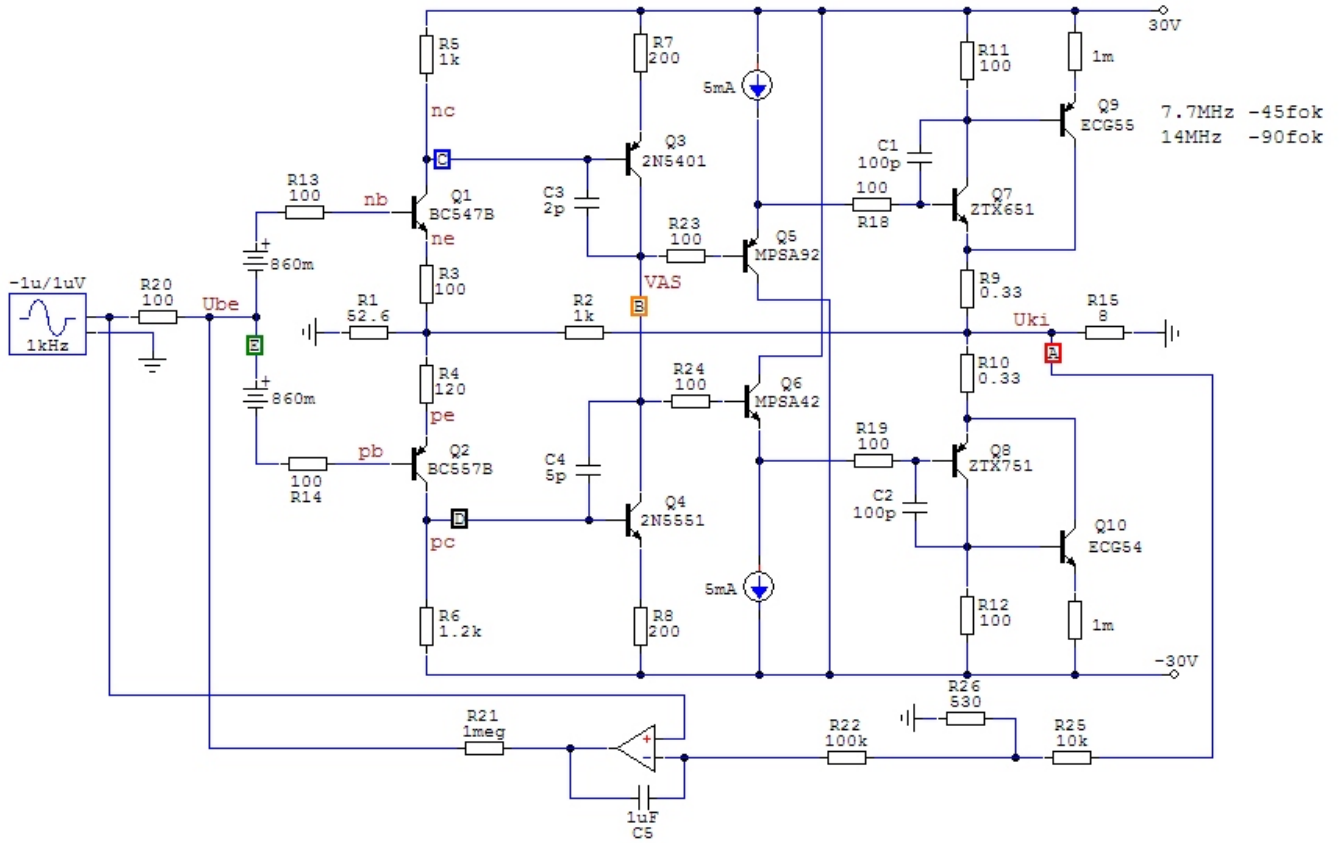 30V
R5
1k
R7
200
R11
100
1m
5mA
nc
Q9
ECG55
7.7MHz -45fok
14MHz -90fok
C
Q3
2N5401
C1
100p
R13
100
nb
Q1
BC547B
C3
2p
100
R18
Q7
ZTX651
+
860m
ne
R23
100
Q5
MPSA92
R3
100
VAS
R9
0.33
-1u/1uV
1kHz
R20
100
Ube
R1
52.6
R2
1k
B
Uki
R15
8
E
A
+
860m
R4
120
R24
100
Q6
MPSA42
R10
0.33
pe
pb
Q2
BC557B
100
R14
C4
5p
R19
100
Q8
ZTX751
C2
100p
D
pc
Q4
2N5551
Q10
ECG54
5mA
R6
1.2k
R8
200
R12
100
1m
-30V
R26
530
R21
1meg
+
-
R22
100k
R25
10k
1uF
C5